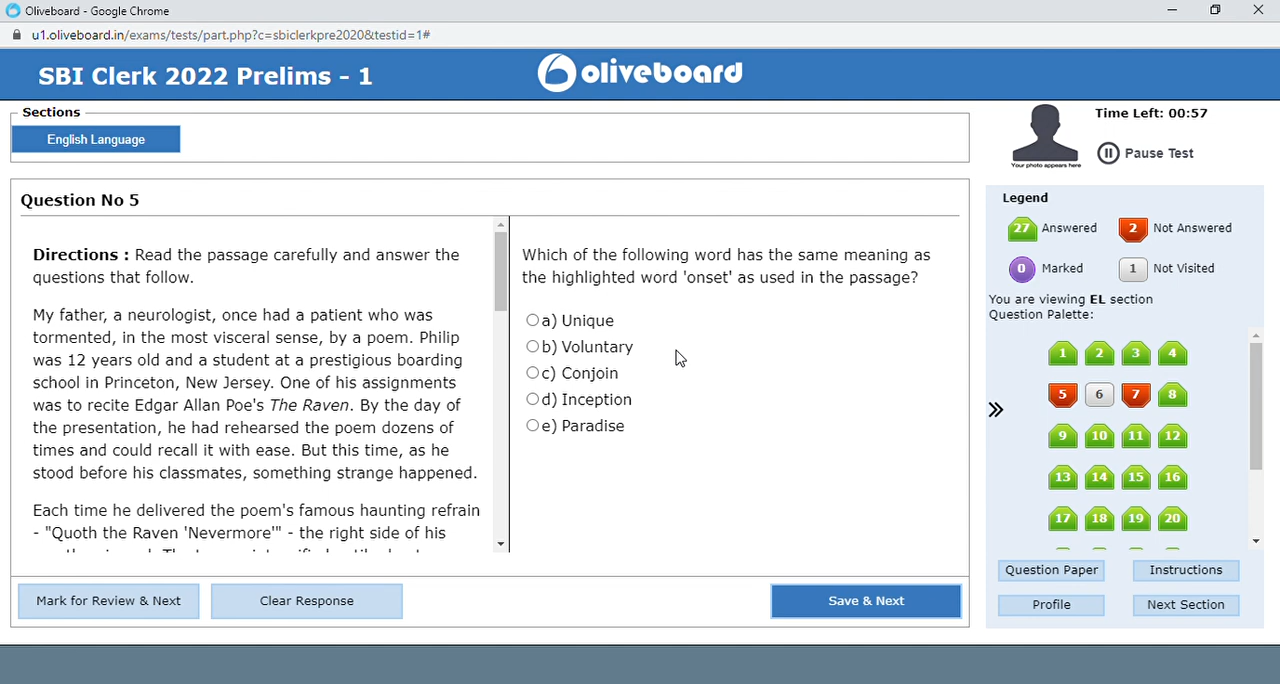 Oliveboard - Google Chrome
u1.oliveboard.in/exams/tests/part.php?c=sbiclerkpre2020&testid=1#
SBI Clerk 2022 Prelims - 1
oliveboard
Sections
English Language
Your photo appears here
Time Left: 00:57
Pause Test
Question No 5
Directions : Read the passage carefully and answer the
questions that follow.
My father, a neurologist, once had a patient who was
tormented, in the most visceral sense, by a poem. Philip
was 12 years old and a student at a prestigious boarding
school in Princeton, New Jersey. One of his assignments
was to recite Edgar Allan Poe's The Raven. By the day of
the presentation, he had rehearsed the poem dozens of
times and could recall it with ease. But this time, as he
stood before his classmates, something strange happened.
Each time he delivered the poem's famous haunting refrain
- "Quoth the Raven 'Nevermore'" - the right side of his
Which of the following word has the same meaning as
the highlighted word 'onset' as used in the passage?
a) Unique
b) Voluntary
c) Conjoin
d) Inception
e) Paradise
Mark for Review & Next
Clear Response
Save & Next
Legend
27 Answered
2 Not Answered
0 Marked
1 Not Visited
You are viewing EL section
Question Palette:
1 2 3 4
5 6 7 8
9 10 11 12
13 14 15 16
17 18 19 20
Question Paper
Instructions
Profile
Next Section